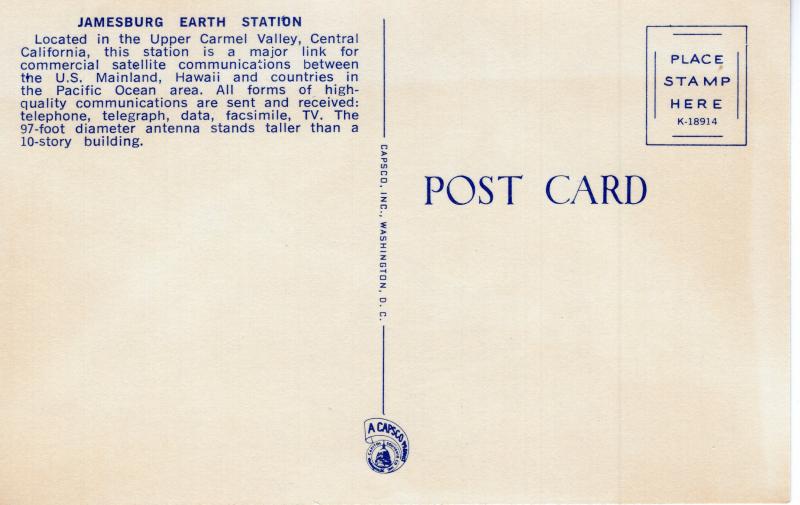 JAMESBURG EARTH STATION
Located in the Upper Carmel Valley, Central
California, this station is a major link for
commercial satellite communications between
the U.S. Mainland, Hawaii and countries in
the Pacific Ocean area. All forms of high-
quality communications are sent and received:
telephone, telegraph, data, facsimile, TV. The
97-foot diameter antenna stands taller than a
10-story building.
CAPSCO, INC., WASHINGTON, D. C.
A CAPSCO
PLACE
STAMP
HERE
K-18914
POST CARD